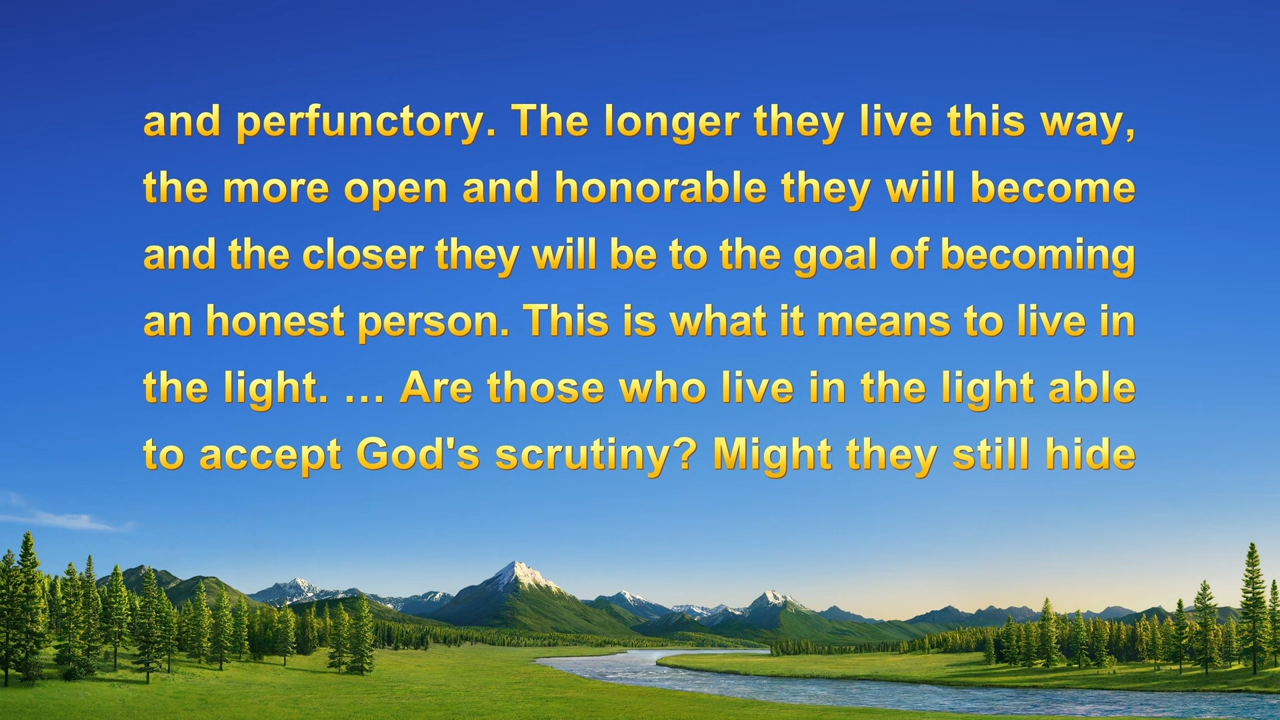 and perfunctory. The longer they live this way,
the more open and honorable they will become
and the closer they will be to the goal of becoming
an honest person. This is what it means to live in
the light. … Are those who live in the light able
to accept God's scrutiny? Might they still hide